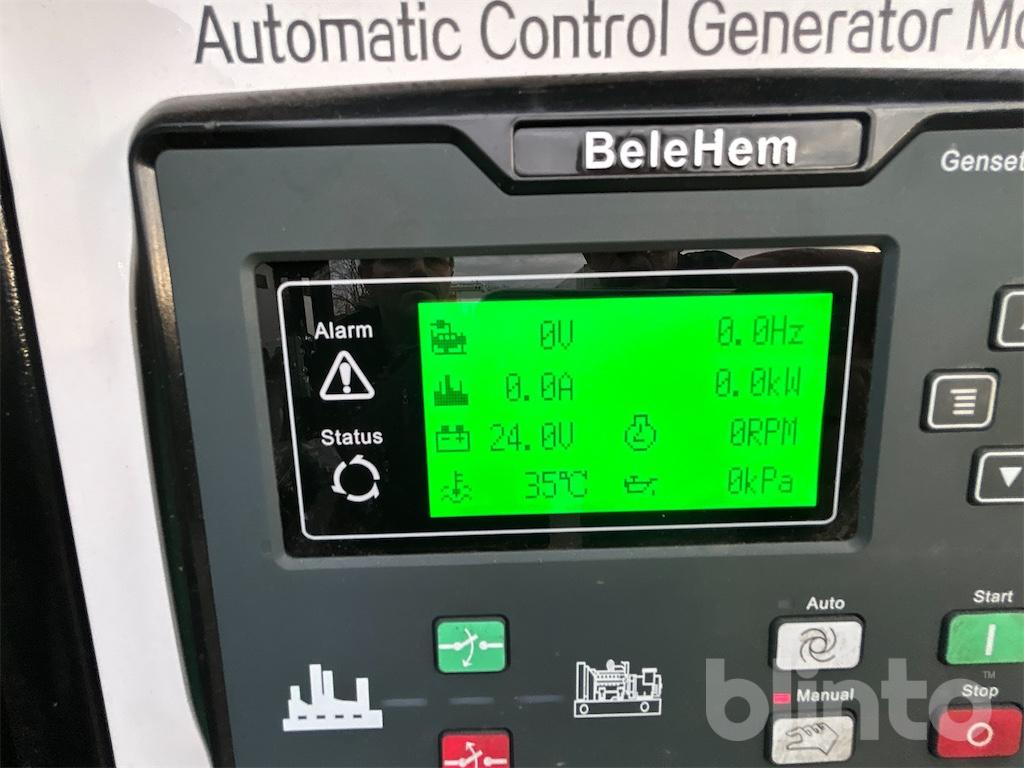 Automatic Control Generator Mo
BeleHem
Genset
Alarm
0V 0.0Hz
0.0A 0.0kW
Status
24.0V 0RPM
35℃ 0kPa
Auto
Start
Manual
Stop
blinto™